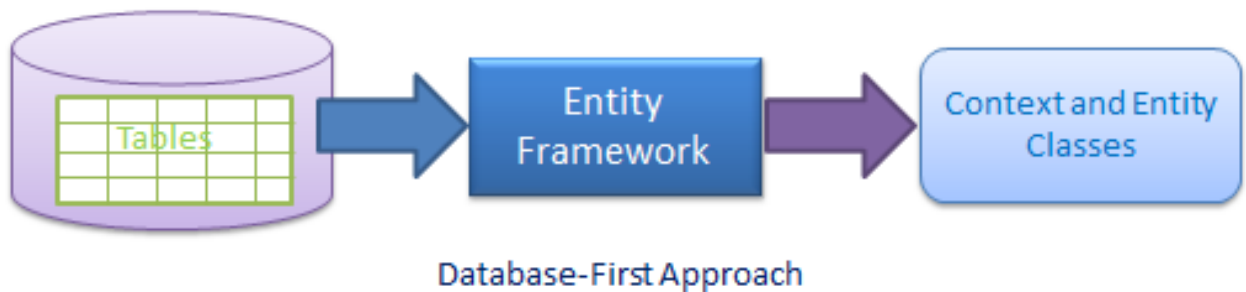 Tables
Entity
Framework
Context and Entity
Classes
Database-First Approach